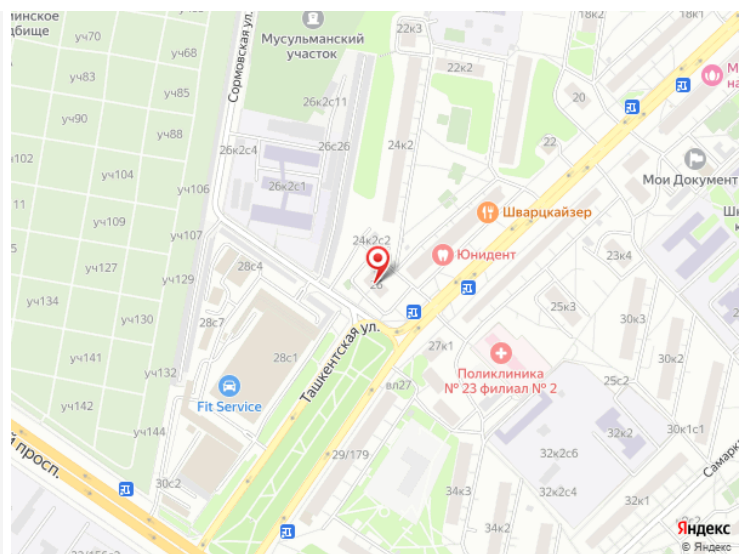 минское
дбище
уч70
уч68
уч83
уч85
уч90
уч88
уч102
уч104
уч106
уч109
уч107
уч127
уч129
уч134
уч130
уч141
уч132
уч142
уч144
Сормовская ул.
Мусульманский
участок
26к2с11
26к2с4
26с26
26к2с1
22к3
22к2
24к2
24к2с2
26
18к2
18к1
20
22
М
на
Мои Документ
Шварцкайзер
Юнидент
23к4
25к3
27к1
30к3
30к2
25с2
30к1с1
Поликлиника
№ 23 филиал № 2
28с4
28с7
28с1
Fit Service
Ташкентская ул.
вл27
29/179
30с2
й просп.
32к2
32к2с6
32к2с4
32к1
34к3
34к2
Самарка
Яндекс
© Яндекс